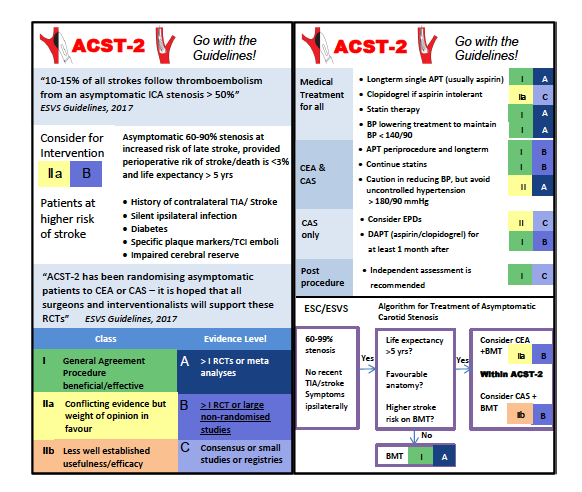 ACST-2
Go with the
Guidelines!
“10-15% of all strokes follow thromboembolism
from an asymptomatic ICA stenosis > 50%”
ESVS Guidelines, 2017
Consider for
Intervention
IIa B
Asymptomatic 60-90% stenosis at
increased risk of late stroke, provided
perioperative rik of stroke/death is <3%
and life expectancy > 5 yrs
Patients at
higher risk
of stroke
• History of contralateral TIA/ Stroke
• Silent ipsilateral infection
• Diabetes
• Specific plaque markers/TCI emboli
• Impaired cerebral reserve
“ACST-2 has been randomising asymptomatic
patients to CEA or CAS – it is hoped that all
surgeons and interventionalists will support these
RCTs” ESVS Guidelines, 2017
Class Evidence Level
I General Agreement
Procedure
beneficial/effective
A > I RCTs or meta
analyses
IIa Conflicting evidence but
weight of opinion in
favour
B > I RCT or large
non-randomised
studies
IIb Less well established
usefulness/efficacy
C Consensus or small
studies or registries
ACST-2
Go with the
Guidelines!
Medical
Treatment
for all
• Longterm single APT (usually aspirin) I A
• Clopidogrel if aspirin intolerant IIa C
• Statin therapy I A
• BP lowering treatment to maintain I A
BP < 140/90
CEA &
CAS
• APT periprocedure and longterm I B
• Continue statins I B
• Caution in reducing BP, but avoid
uncontrolled hypertension II A
> 180/90 mmHg
CAS
only
• Consider EPDs II C
• DAPT (aspirin/clopidogrel) for I B
at least 1 month after
Post
procedure
• Independent assessment is I C
recommended
ESC/ESVS
Algorithm for Treatment of Asymptomatic
Carotid Stenosis
60-99%
stenosis
No recent
TIA/stroke
Symptoms
ipsilaterally
Yes
Life expectancy
>5 yrs?
Favourable
anatomy?
Higher stroke
risk on BMT?
Yes
Consider CEA
+BMT IIa B
Within ACST-2
Consider CAS +
BMT IIb B
No
BMT I A